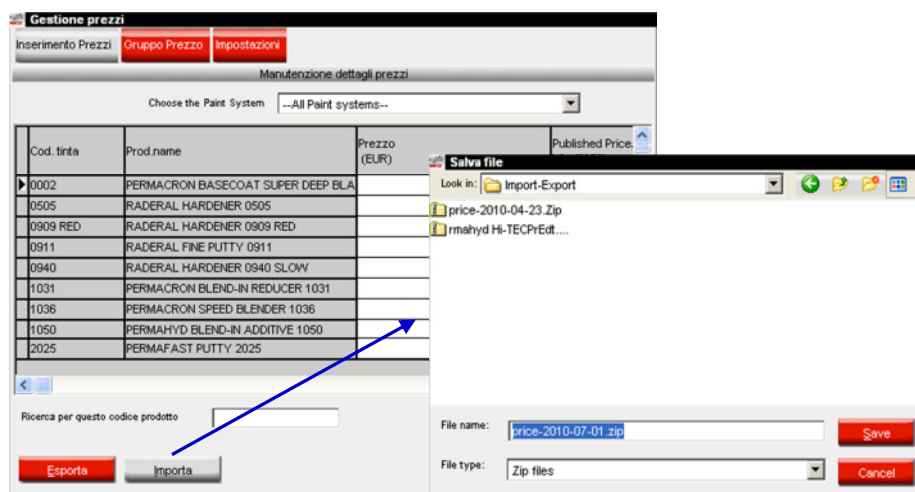 Gestione prezzi
Inserimento Prezzi Gruppo Prezzo Impostazioni
Manutenzione dettagli prezzi
Choose the Paint System --All Paint systems--
Cod. tinta Prod.name Prezzo (EUR) Published Price.
0002 PERMACRON BASECOAT SUPER DEEP BLA
0505 RADERAL HARDENER 0505
0909 RED RADERAL HARDENER 0909 RED
0911 RADERAL FINE PUTTY 0911
0940 RADERAL HARDENER 0940 SLOW
1031 PERMACRON BLEND-IN REDUCER 1031
1036 PERMACRON SPEED BLENDER 1036
1050 PERMAHYD BLEND-IN ADDITIVE 1050
2025 PERMAFAST PUTTY 2025
Ricerca per questo codice prodotto
Esporta Importa
Salva file
Look in: Import-Export
price-2010-04-23.Zip
rmahyd Hi-TECPrEdt....
File name: price-2010-07-01.zip Save
File type: Zip files Cancel